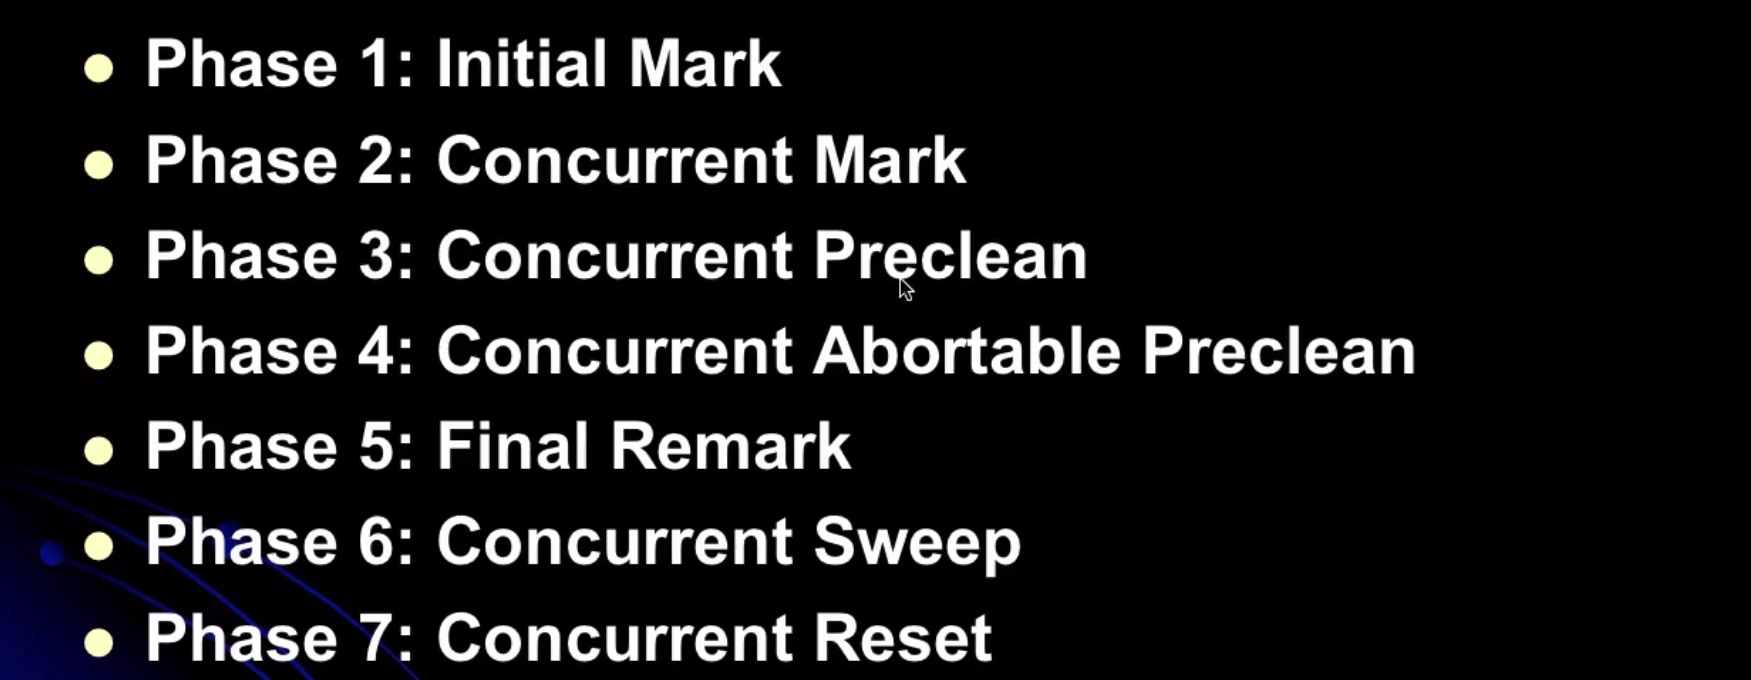 Phase 1: Initial Mark
Phase 2: Concurrent Mark
Phase 3: Concurrent Preclean
Phase 4: Concurrent Abortable Preclean
Phase 5: Final Remark
Phase 6: Concurrent Sweep
Phase 7: Concurrent Reset